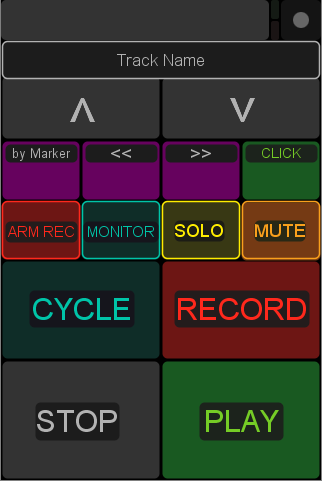 Track Name
Λ V
by Marker << >> CLICK
ARM REC MONITOR SOLO MUTE
CYCLE RECORD
STOP PLAY